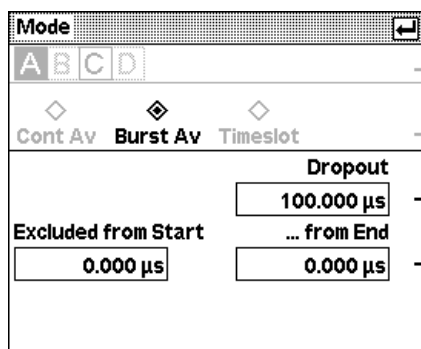 Mode
A B C D
Cont Av Burst Av Timeslot
Dropout
100.000 µs
Excluded from Start ... from End
0.000 µs 0.000 µs